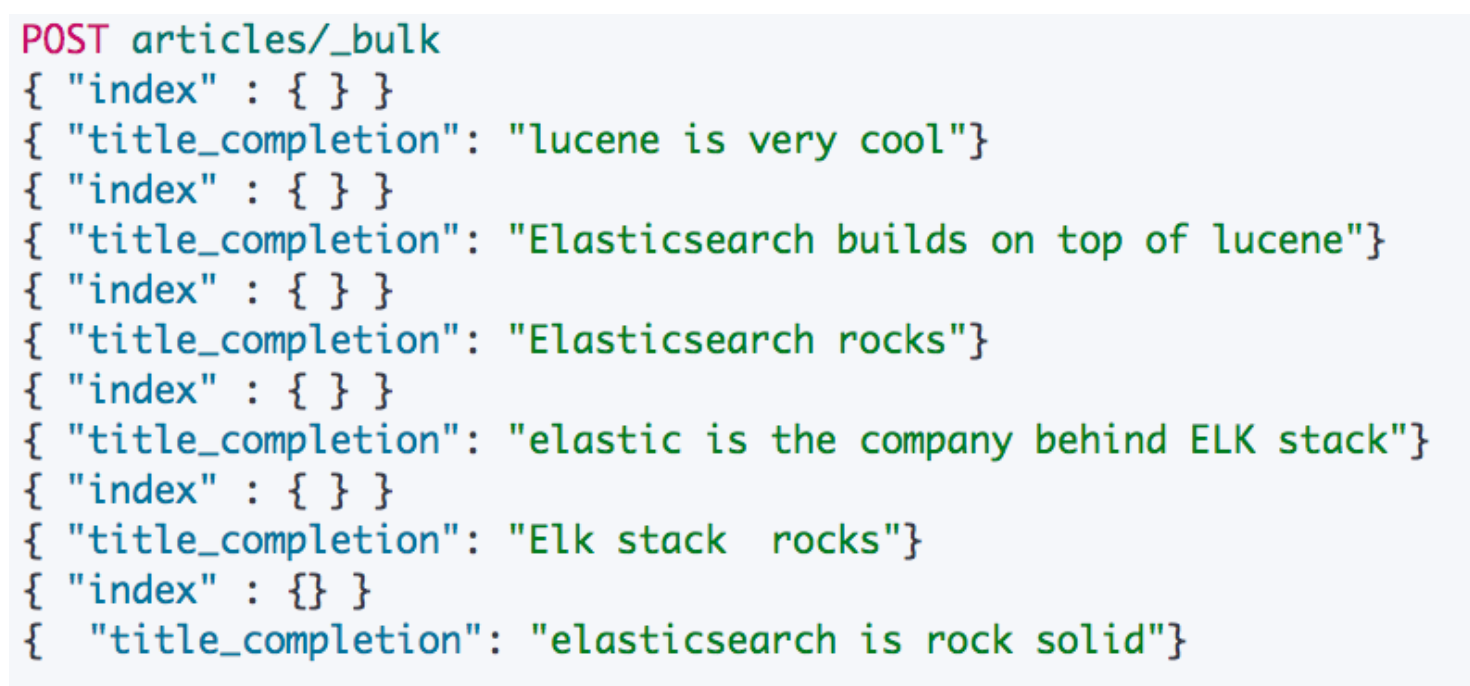 POST articles/_bulk
{ "index" : { } }
{ "title_completion": "lucene is very cool"}
{ "index" : { } }
{ "title_completion": "Elasticsearch builds on top of lucene"}
{ "index" : { } }
{ "title_completion": "Elasticsearch rocks"}
{ "index" : { } }
{ "title_completion": "elastic is the company behind ELK stack"}
{ "index" : { } }
{ "title_completion": "Elk stack  rocks"}
{ "index" : {} }
{  "title_completion": "elasticsearch is rock solid"}